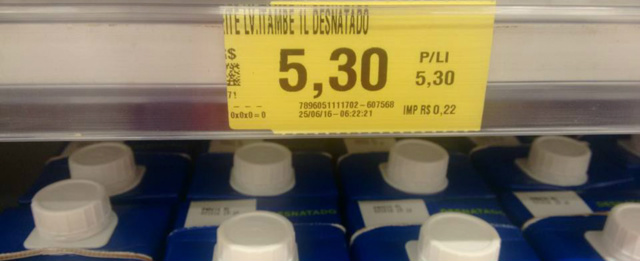 LV.ITAMBE 1L DESNATADO
$
5,30
P/LI
5,30
71
0x0x0=0
7896051111702-607568
25/06/16-06:22:21
IMP R$ 0,22
DESNATADO